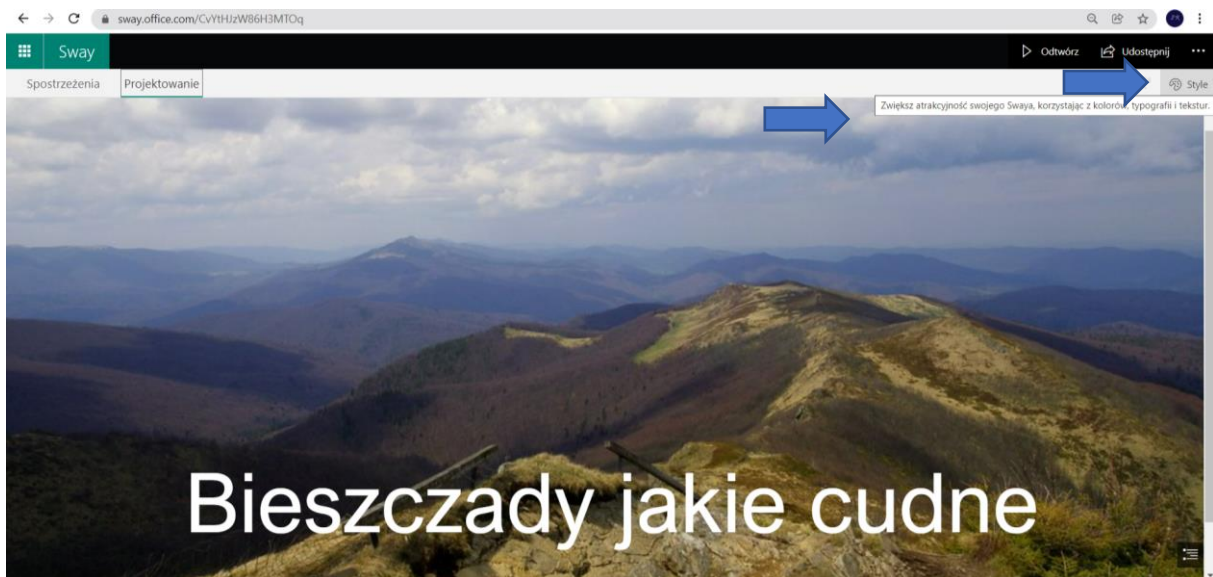 sway.office.com/CvYtHJzW86H3MTOq
Sway
Odtwórz
Udostępnij
Spostrzeżenia
Projektowanie
Style
Zwiększ atrakcyjność swojego Swaya, korzystając z kolorów, typografii i tekstur.
Bieszczady jakie cudne